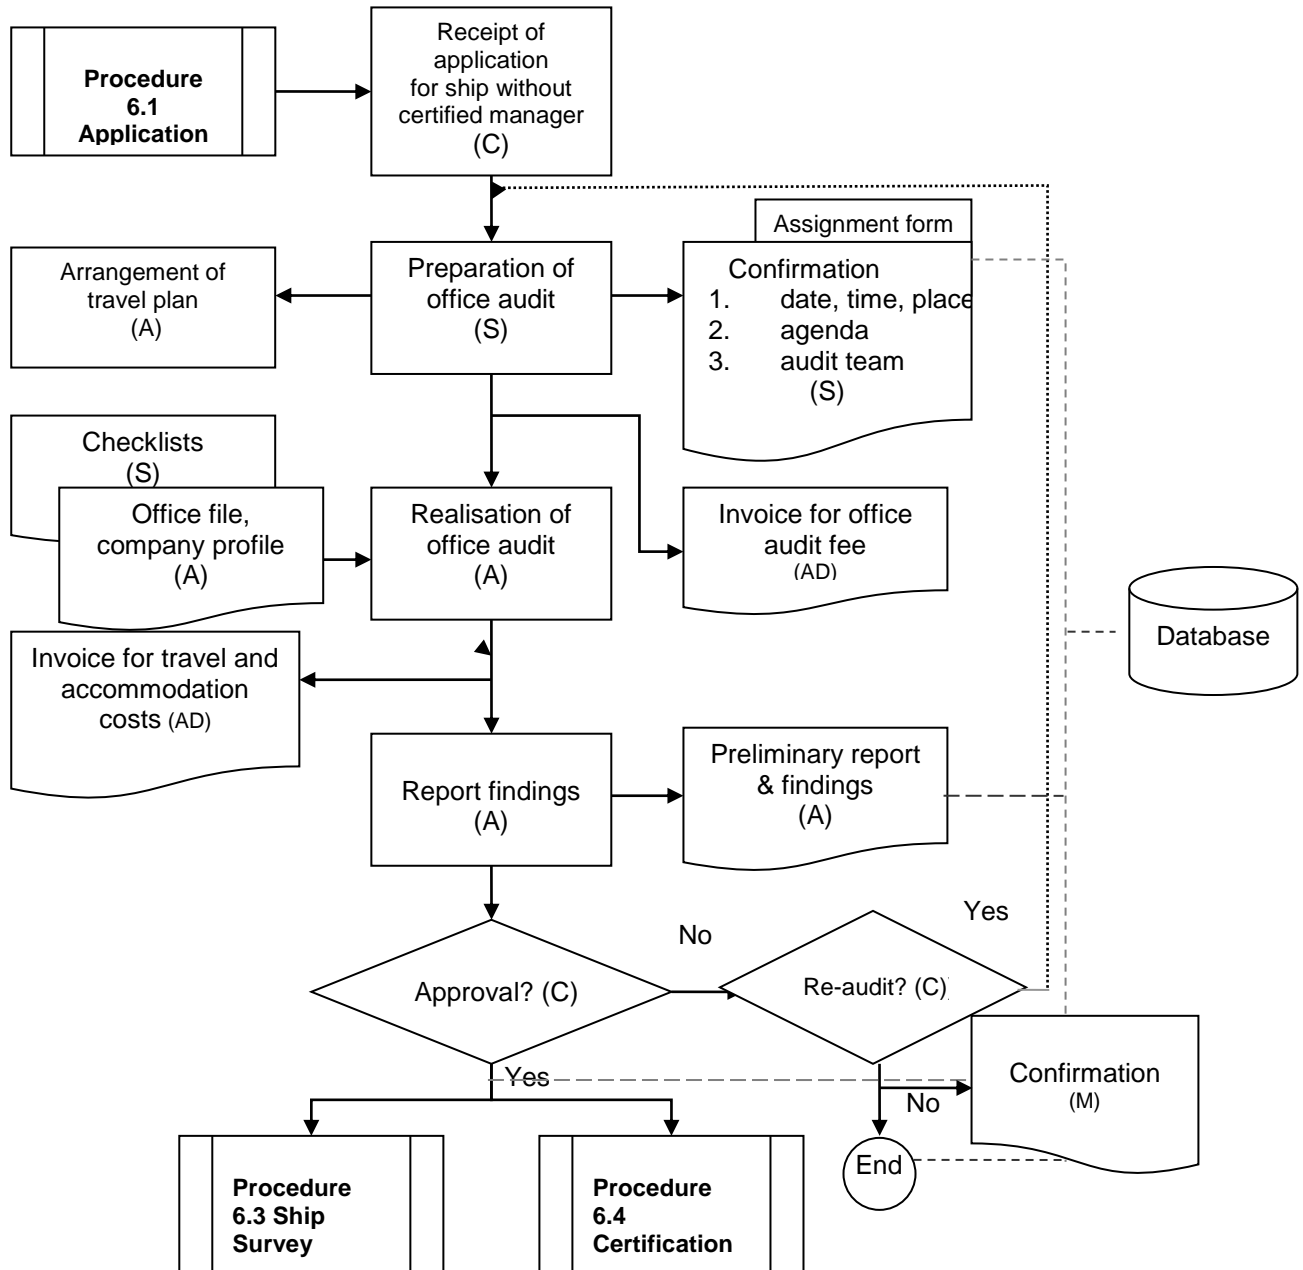 Procedure
6.1
Application
Receipt of
application
for ship without
certified manager
(C)
Assignment form
Arrangement of
travel plan
(A)
Preparation of
office audit
(S)
Confirmation
1. date, time, place
2. agenda
3. audit team
(S)
Checklists
(S)
Office file,
company profile
(A)
Realisation of
office audit
(A)
Invoice for office
audit fee
(AD)
Database
Invoice for travel and
accommodation
costs (AD)
Report findings
(A)
Preliminary report
& findings
(A)
Approval? (C)
No
Re-audit? (C)
Yes
Yes
No
Confirmation
(M)
End
Procedure
6.3 Ship
Survey
Procedure
6.4
Certification